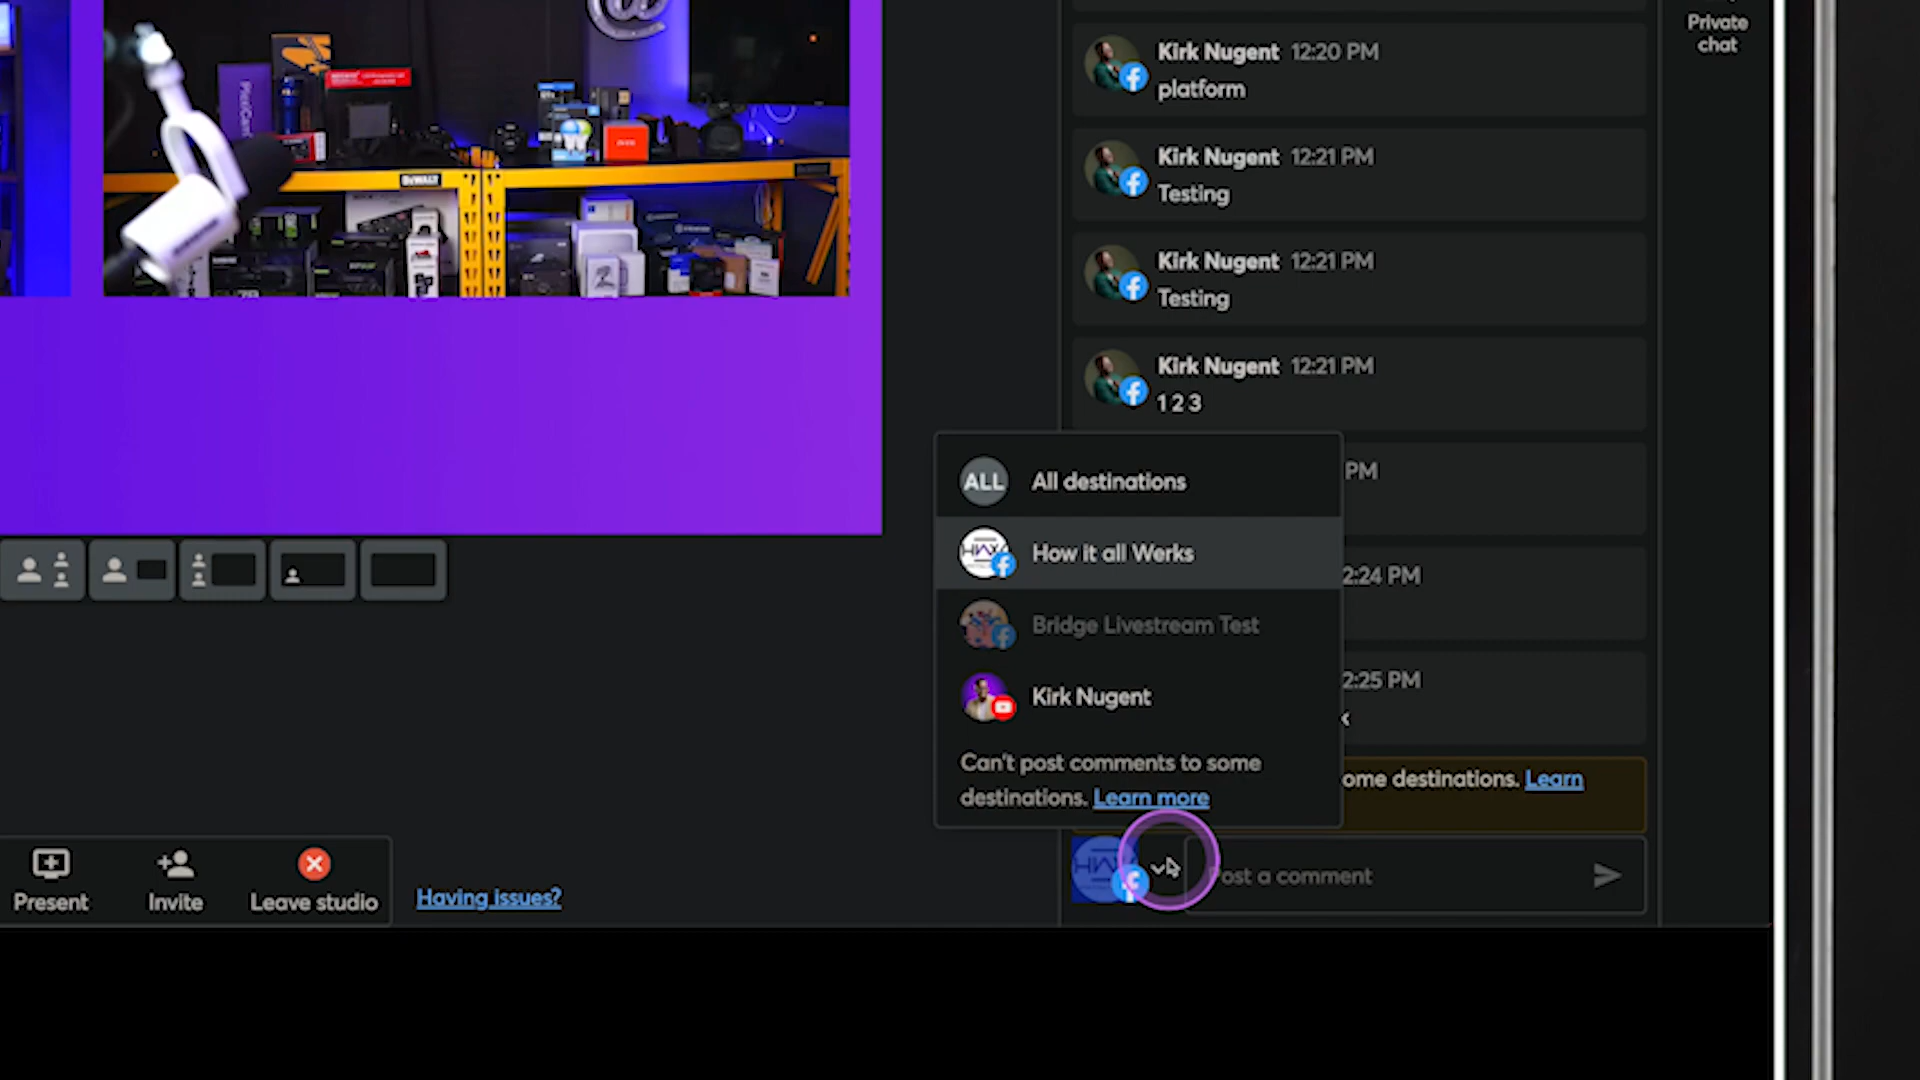 Private
chat
Kirk Nugent 12:20 PM
platform
Kirk Nugent 12:21 PM
Testing
Kirk Nugent 12:21 PM
Testing
Kirk Nugent 12:21 PM
1 2 3
PM
2:24 PM
2:25 PM
ALL All destinations
How it all Werks
Bridge Livestream Test
Kirk Nugent
Can't post comments to some
destinations. Learn more
ome destinations. Learn
ost a comment
Present
Invite
Leave studio
Having issues?
DEWALT